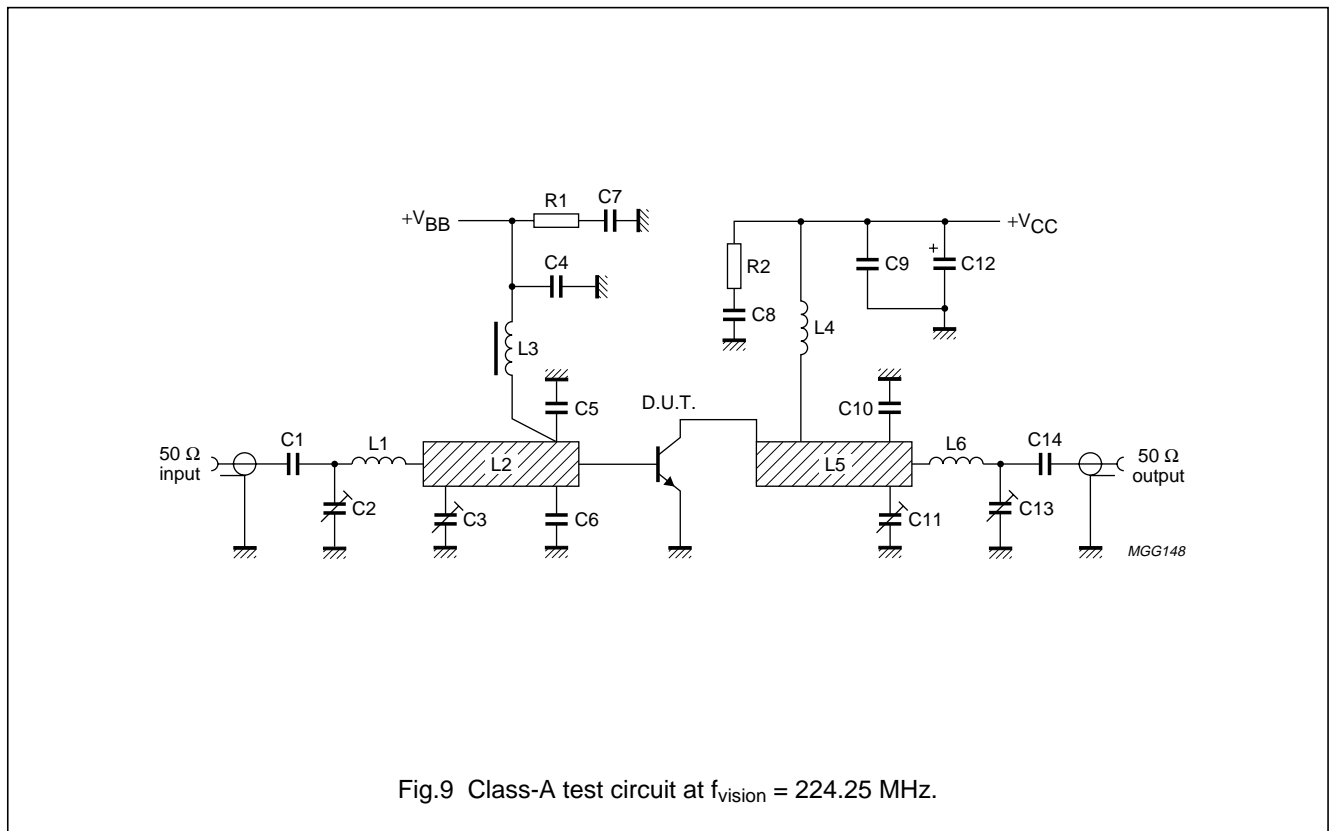 R1
C7
+VBB
+VCC
+
C9
C12
R2
C4
C8
L4
L3
C5
D.U.T.
C10
50 Ω
input
C1
L1
L2
L5
L6
C14
50 Ω
output
C2
C3
C6
C11
C13
MGG148
Fig.9 Class-A test circuit at fvision = 224.25 MHz.